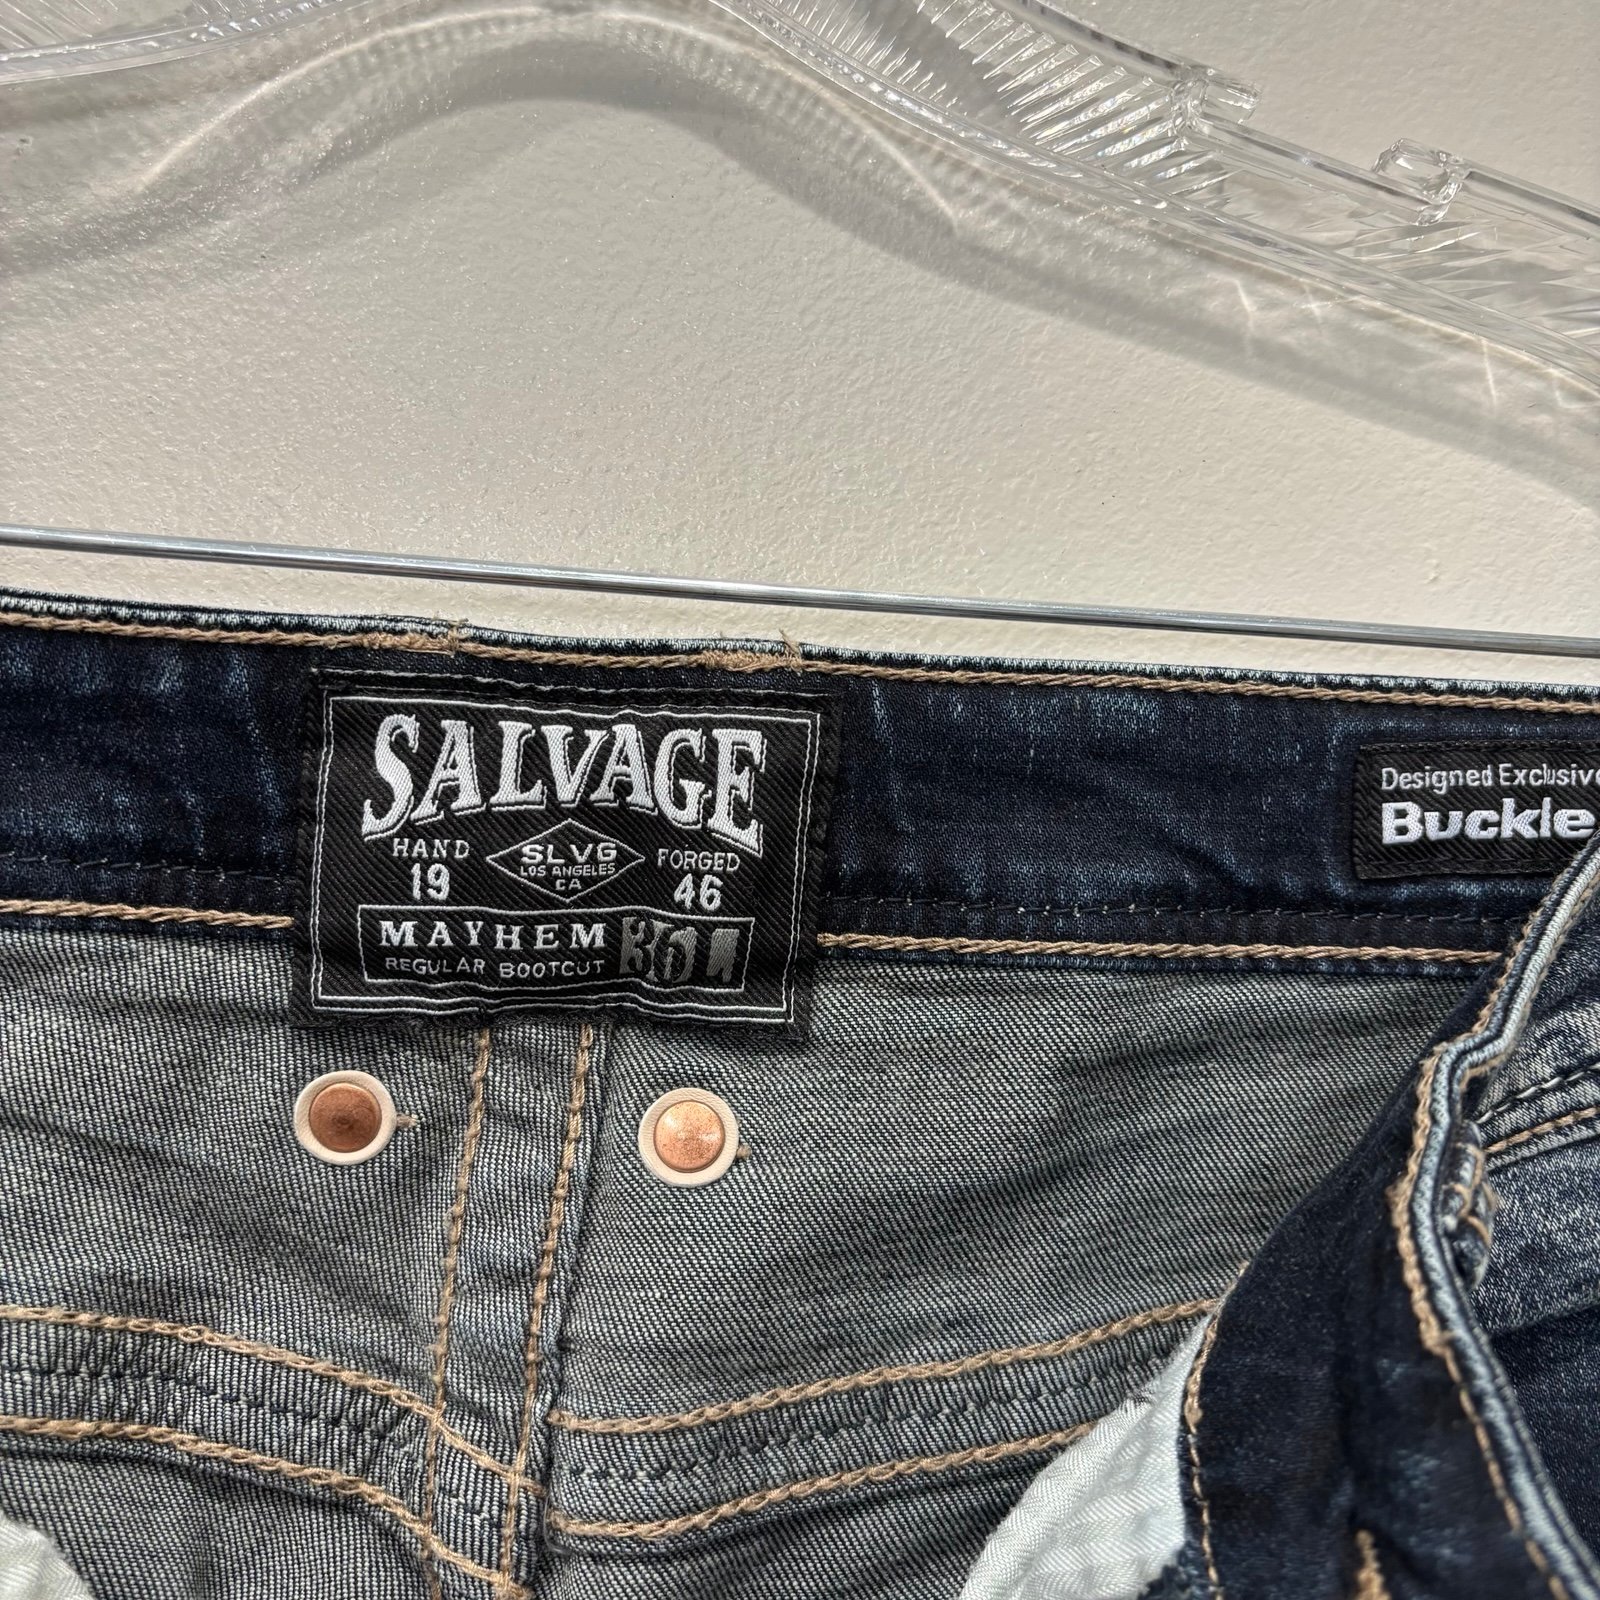 SALVAGE
HAND SLVG FORGED
19 LOS ANGELES 46
CA
MAYHEM
REGULAR BOOTCUT
Designed Exclusive
Buckle